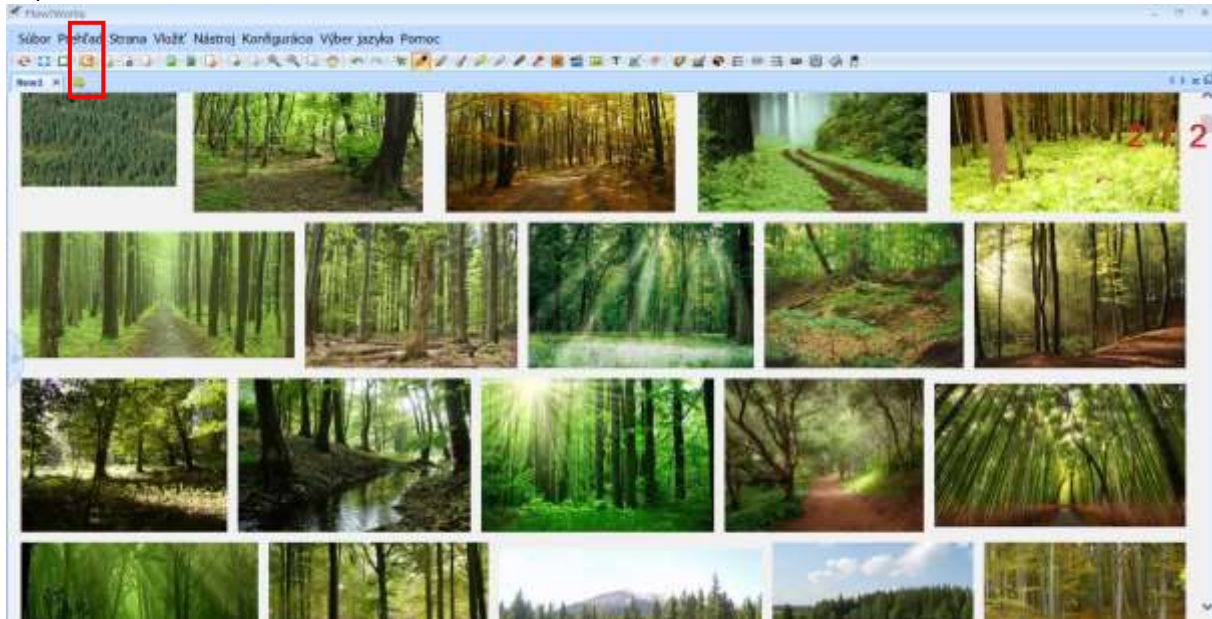 FlowWorks
Súbor Prehľad Strana Vložiť Nástroj Konfigurácia Výber jazyka Pomoc
New1
2 + 2